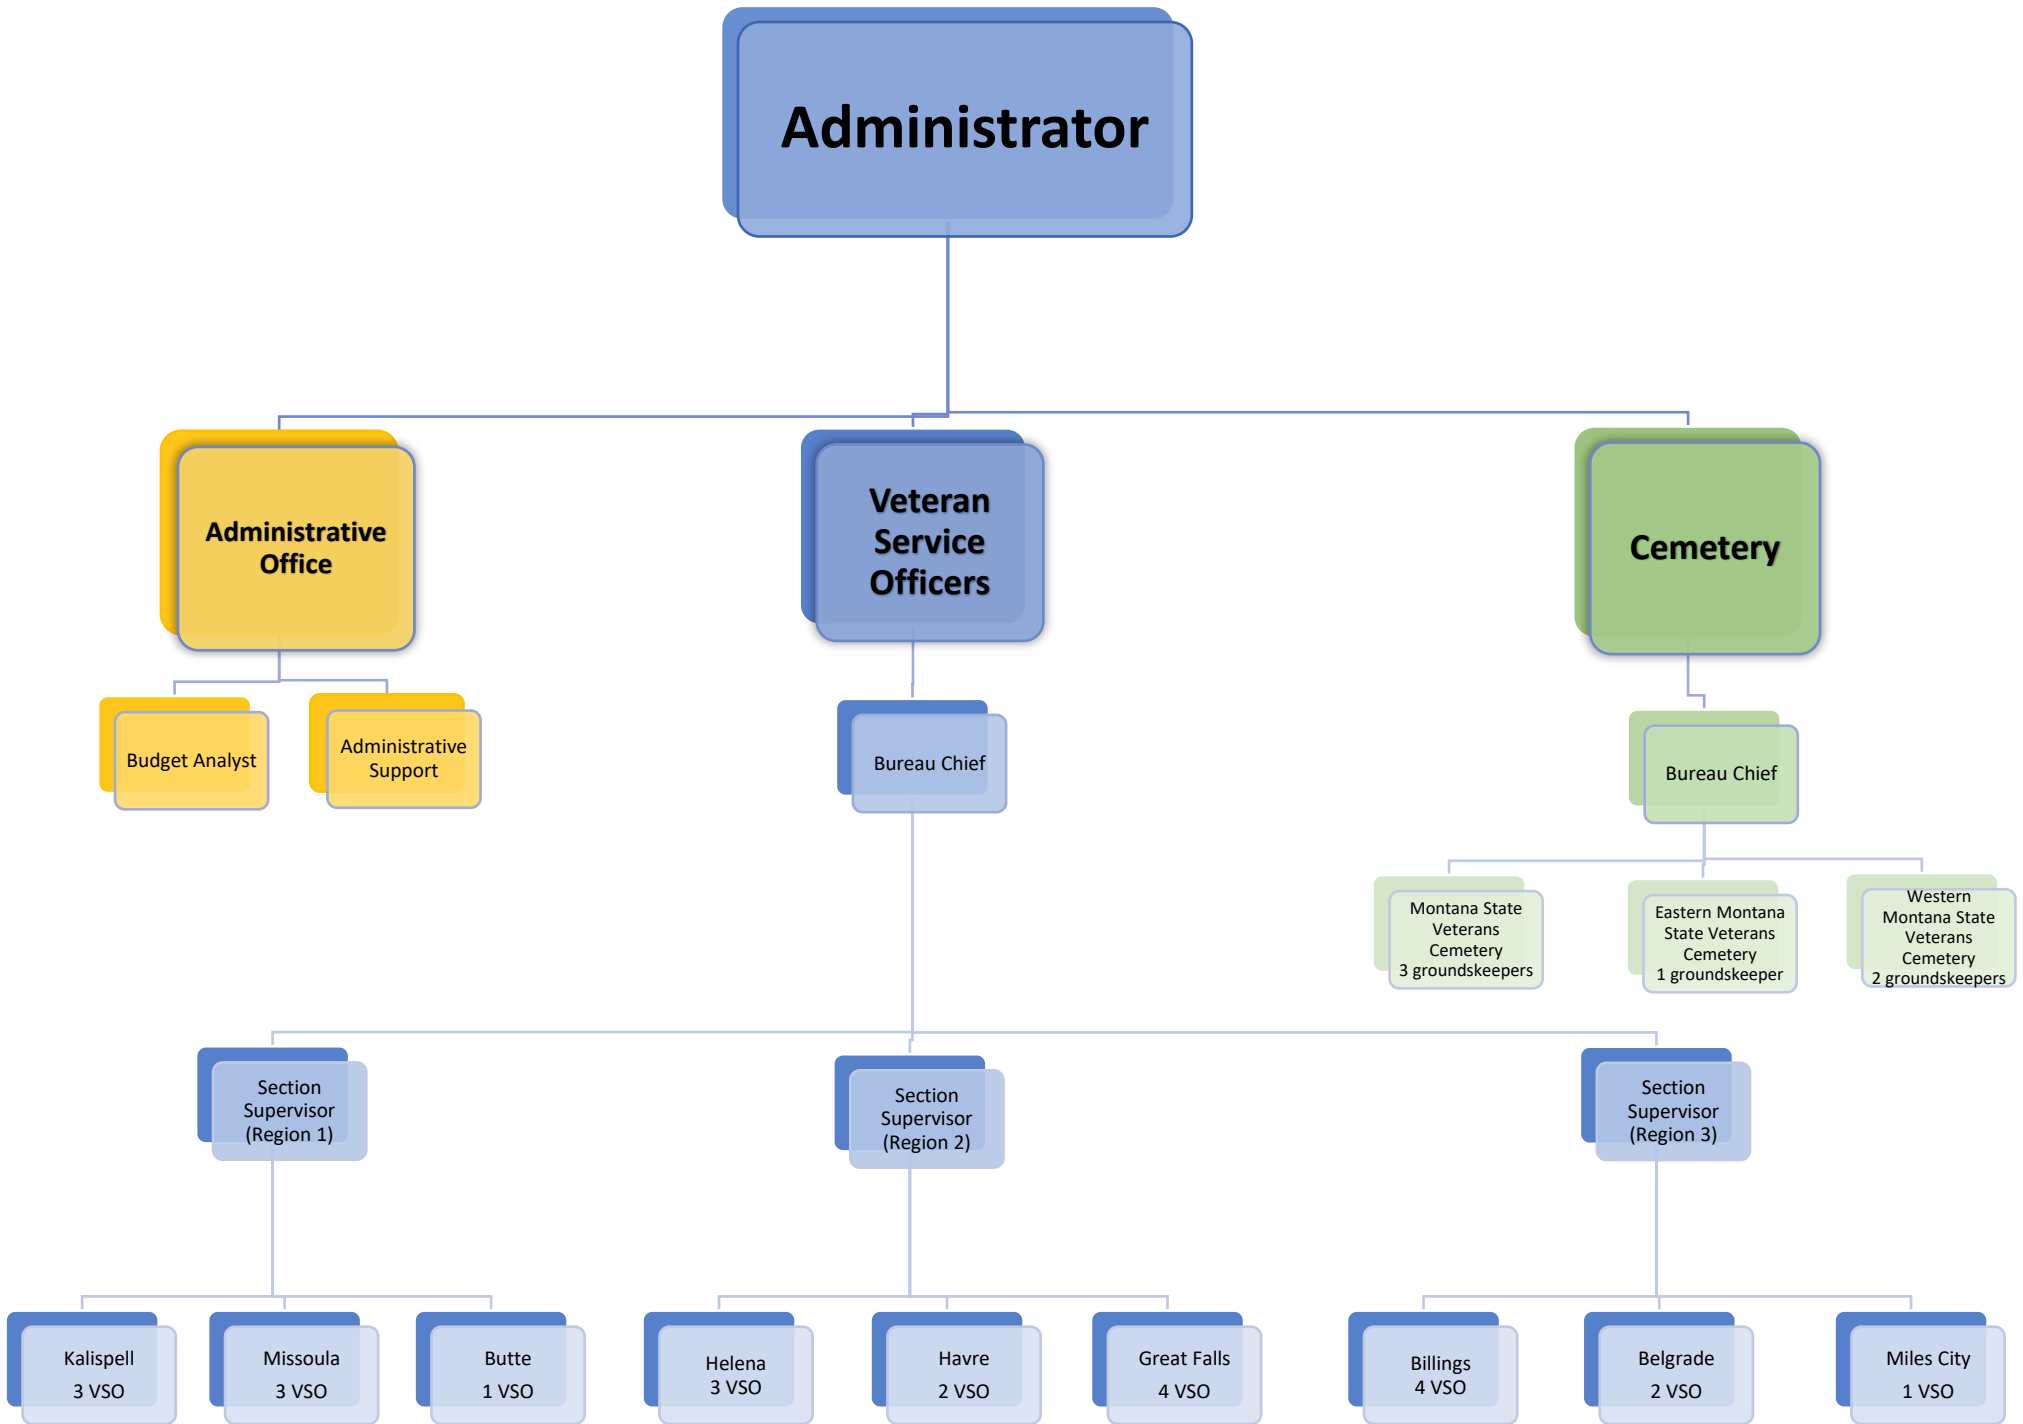 Administrator
Administrative
Office
Veteran
Service
Officers
Cemetery
Budget Analyst
Administrative
Support
Bureau Chief
Bureau Chief
Montana State
Veterans
Cemetery
3 groundskeepers
Eastern Montana
State Veterans
Cemetery
1 groundskeeper
Western
Montana State
Veterans
Cemetery
2 groundskeepers
Section
Supervisor
(Region 1)
Section
Supervisor
(Region 2)
Section
Supervisor
(Region 3)
Kalispell
3 VSO
Missoula
3 VSO
Butte
1 VSO
Helena
3 VSO
Havre
2 VSO
Great Falls
4 VSO
Billings
4 VSO
Belgrade
2 VSO
Miles City
1 VSO